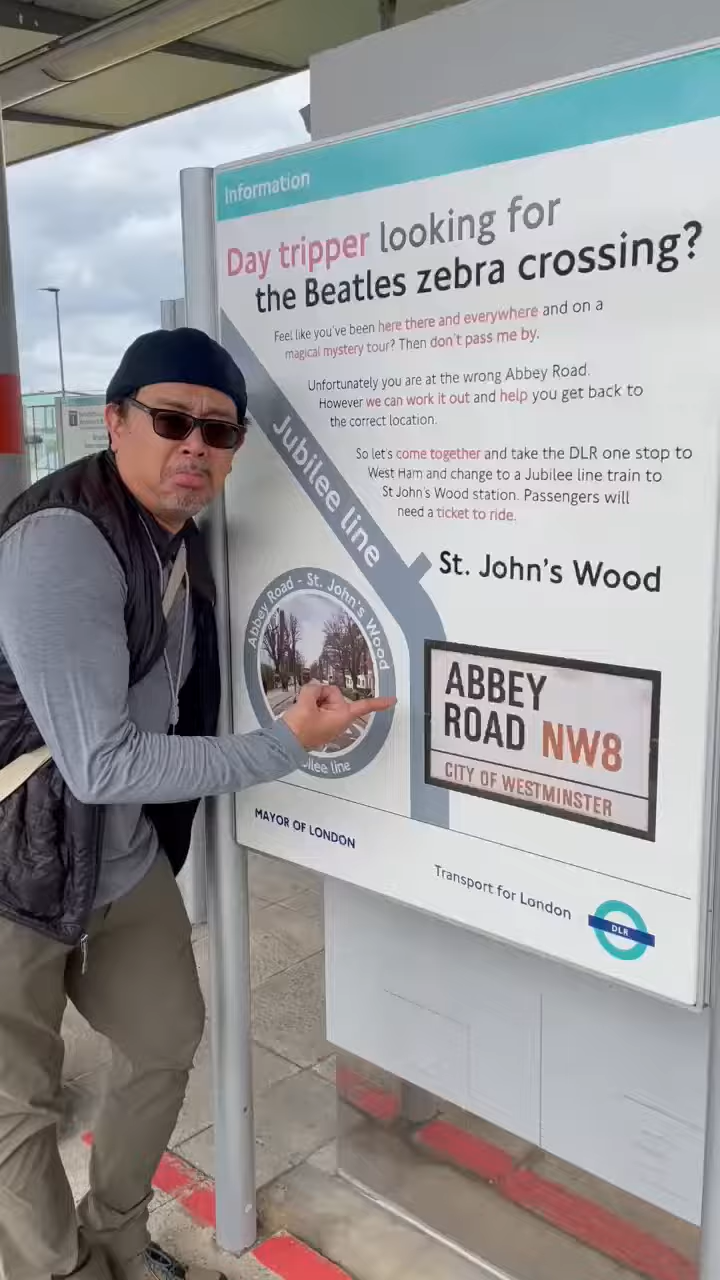 Information
Day tripper looking for
the Beatles zebra crossing?
Feel like you've been here there and everywhere and on a
magical mystery tour? Then don't pass me by.
Unfortunately you are at the wrong Abbey Road.
However we can work it out and help you get back to
the correct location.
So let's come together and take the DLR one stop to
West Ham and change to a Jubilee line train to
St John's Wood station. Passengers will
need a ticket to ride.
Jubilee line
St. John's Wood
Abbey Road - St. John's Wood
ABBEY
ROAD NW8
CITY OF WESTMINSTER
MAYOR OF LONDON
Transport for London
DLR